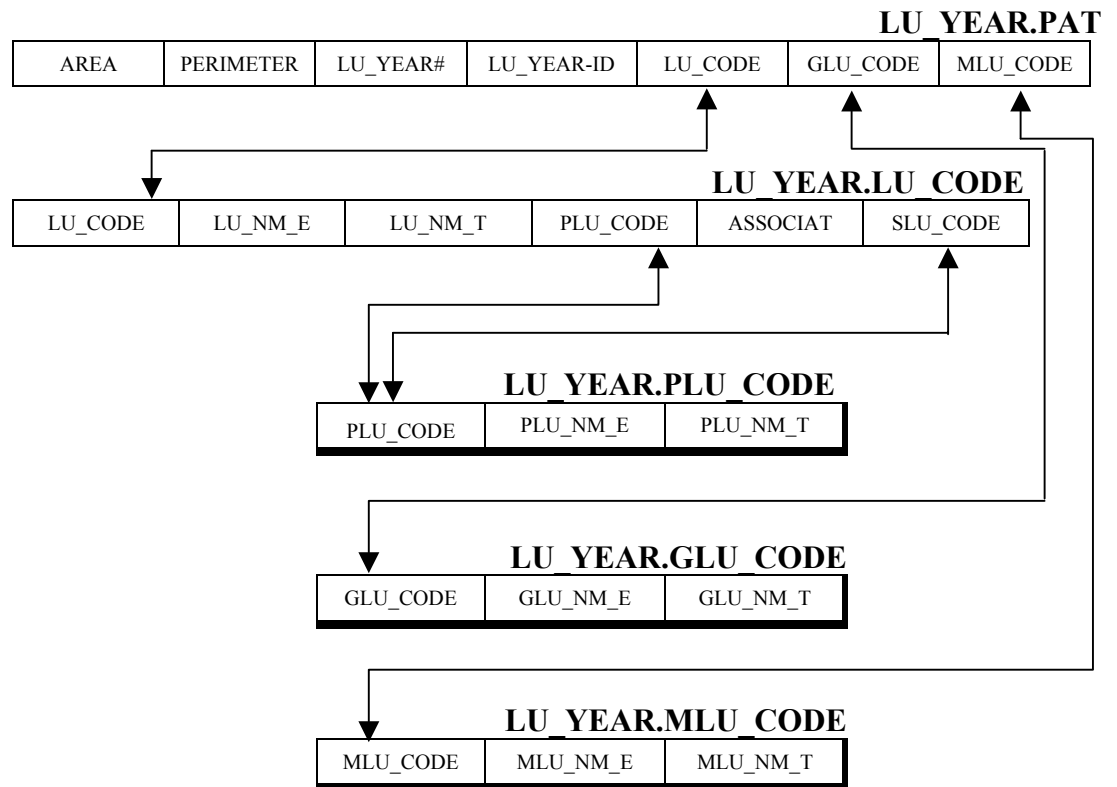 LU_YEAR.PAT
AREA PERIMETER LU_YEAR# LU_YEAR-ID LU_CODE GLU_CODE MLU_CODE
LU_YEAR.LU_CODE
LU_CODE LU_NM_E LU_NM_T PLU_CODE ASSOCIAT SLU_CODE
LU_YEAR.PLU_CODE
PLU_CODE PLU_NM_E PLU_NM_T
LU_YEAR.GLU_CODE
GLU_CODE GLU_NM_E GLU_NM_T
LU_YEAR.MLU_CODE
MLU_CODE MLU_NM_E MLU_NM_T